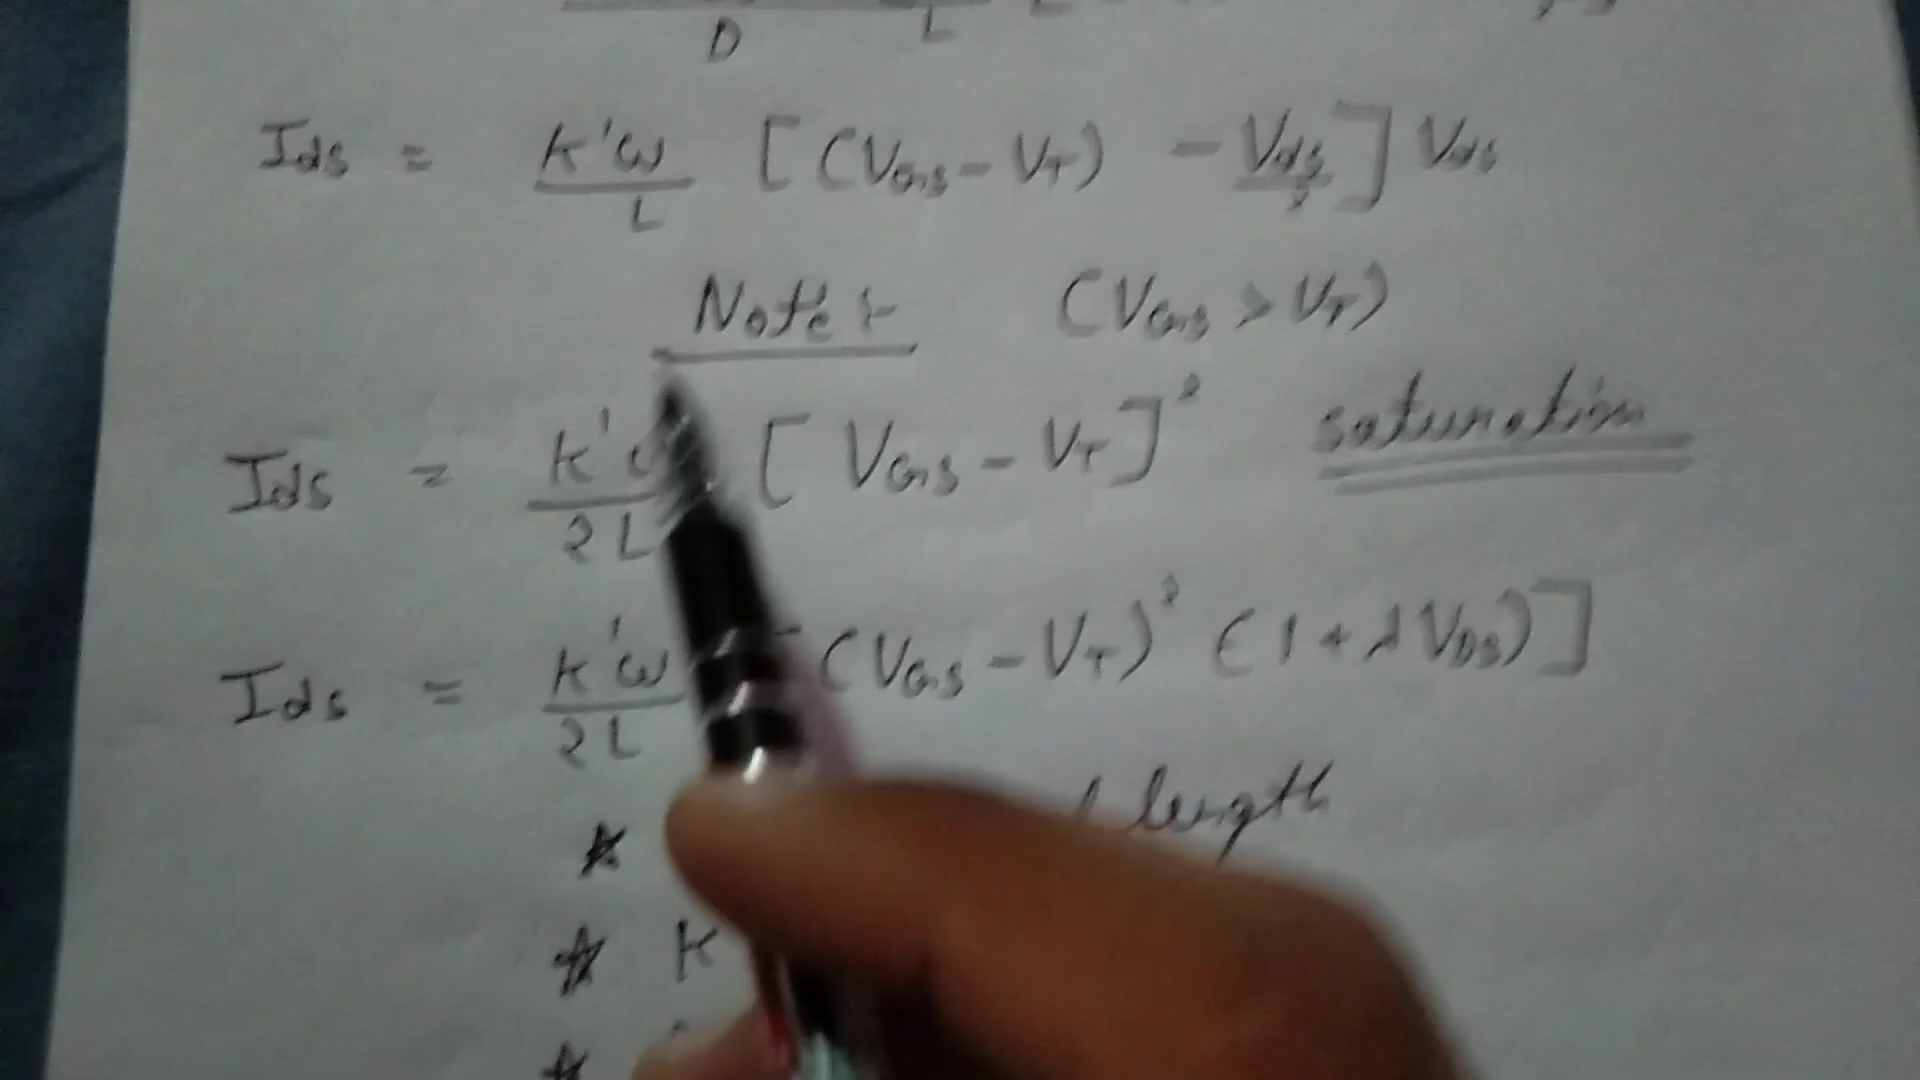 D L
Ids = K'ω/L [(VGS - VT) - Vds/2] Vds
Note :- (VGS > VT)
Ids = K'ω/2L [VGS - VT]² saturation
Ids = K'ω/2L [(VGS - VT)² (1 + λ VDS)]
☆ length
☆ K
☆